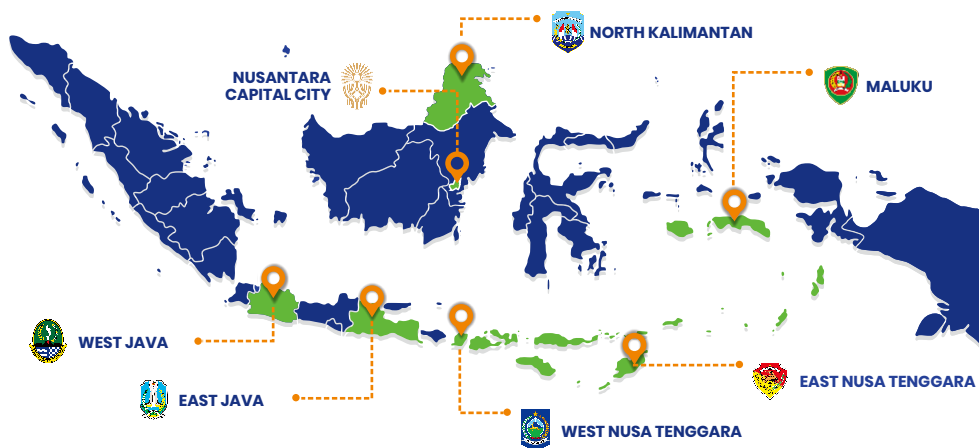 NORTH KALIMANTAN
NUSANTARA
CAPITAL CITY
MALUKU
WEST JAVA
EAST JAVA
EAST NUSA TENGGARA
WEST NUSA TENGGARA